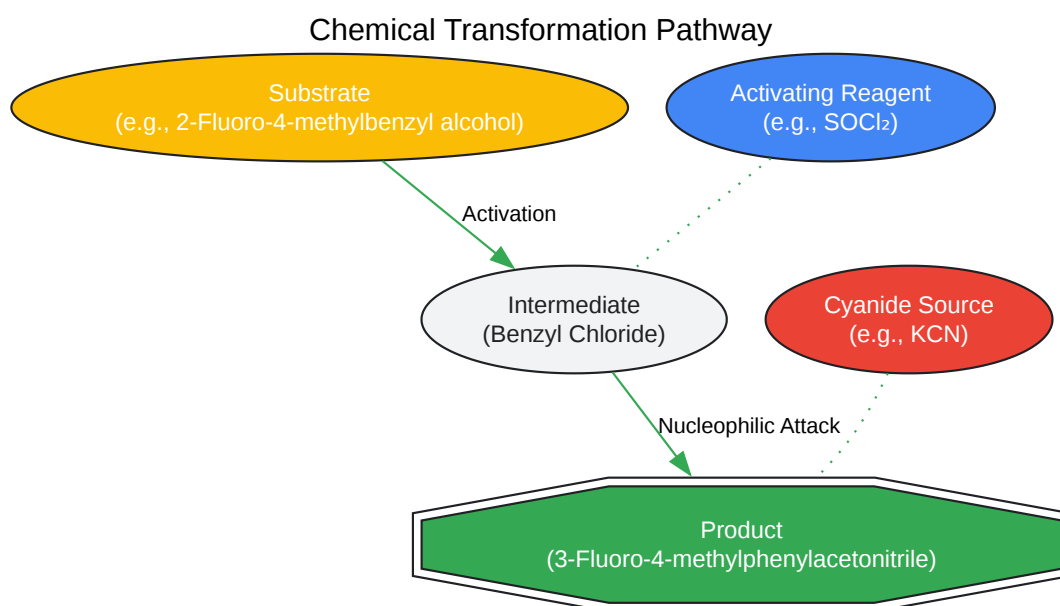 Chemical Transformation Pathway
Substrate
(e.g., 2-Fluoro-4-methylbenzyl alcohol)
Activating Reagent
(e.g., SOCl₂)
Activation
Intermediate
(Benzyl Chloride)
Cyanide Source
(e.g., KCN)
Nucleophilic Attack
Product
(3-Fluoro-4-methylphenylacetonitrile)